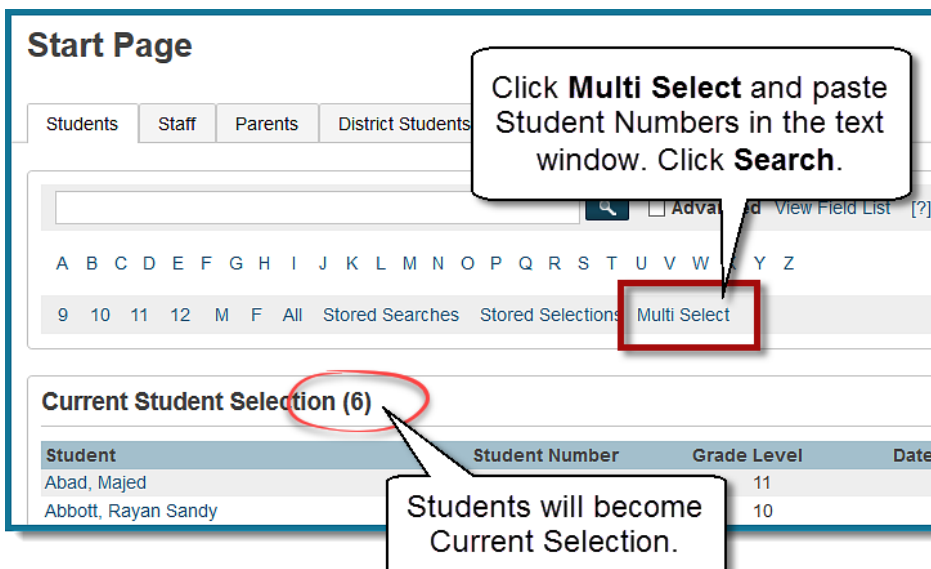 Start Page
Click Multi Select and paste
Student Numbers in the text
window. Click Search.
Students Staff Parents District Students
View Field List [?]
A B C D E F G H I J K L M N O P Q R S T U V W Y Z
9 10 11 12 M F All Stored Searches Stored Selections Multi Select
Current Student Selection (6)
Student Student Number Grade Level Date
Abad, Majed 11
Abbott, Rayan Sandy 10
Students will become
Current Selection.